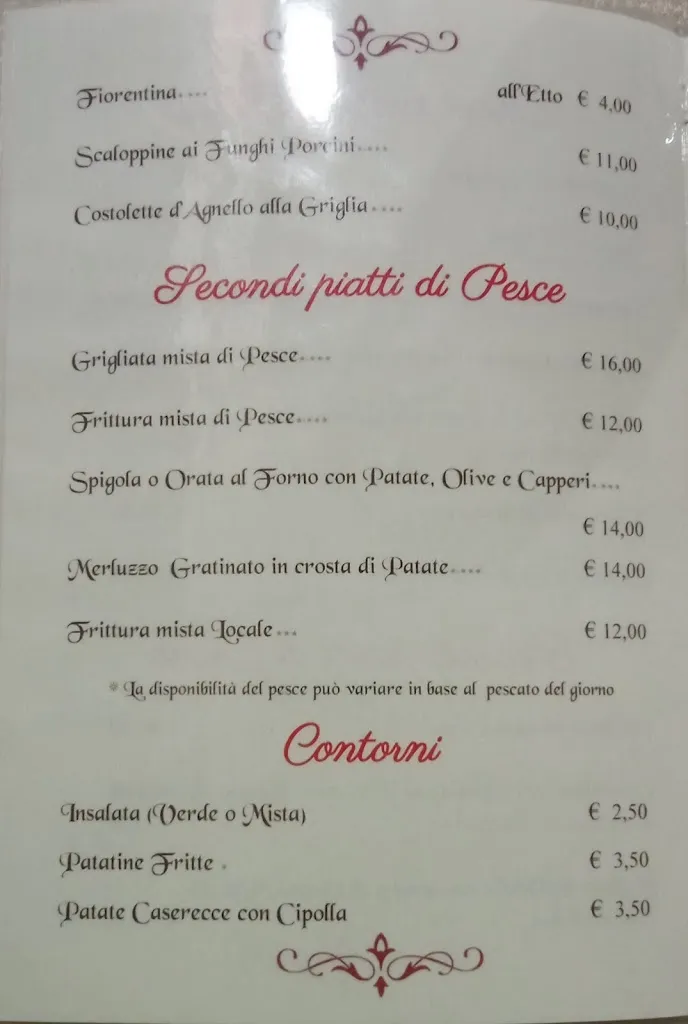 Fiorentina.... all'Etto € 4,00
Scaloppine ai Funghi Porcini.... € 11,00
Costolette d'Agnello alla Griglia.... € 10,00
Secondi piatti di Pesce
Grigliata mista di Pesce.... € 16,00
Frittura mista di Pesce.... € 12,00
Spigola o Orata al Forno con Patate, Olive e Capperi....
€ 14,00
Merluzzo Gratinato in crosta di Patate.... € 14,00
Frittura mista Locale... € 12,00
* La disponibilità del pesce può variare in base al pescato del giorno
Contorni
Insalata (Verde o Mista) € 2,50
Patatine Fritte . € 3,50
Patate Caserecce con Cipolla € 3,50